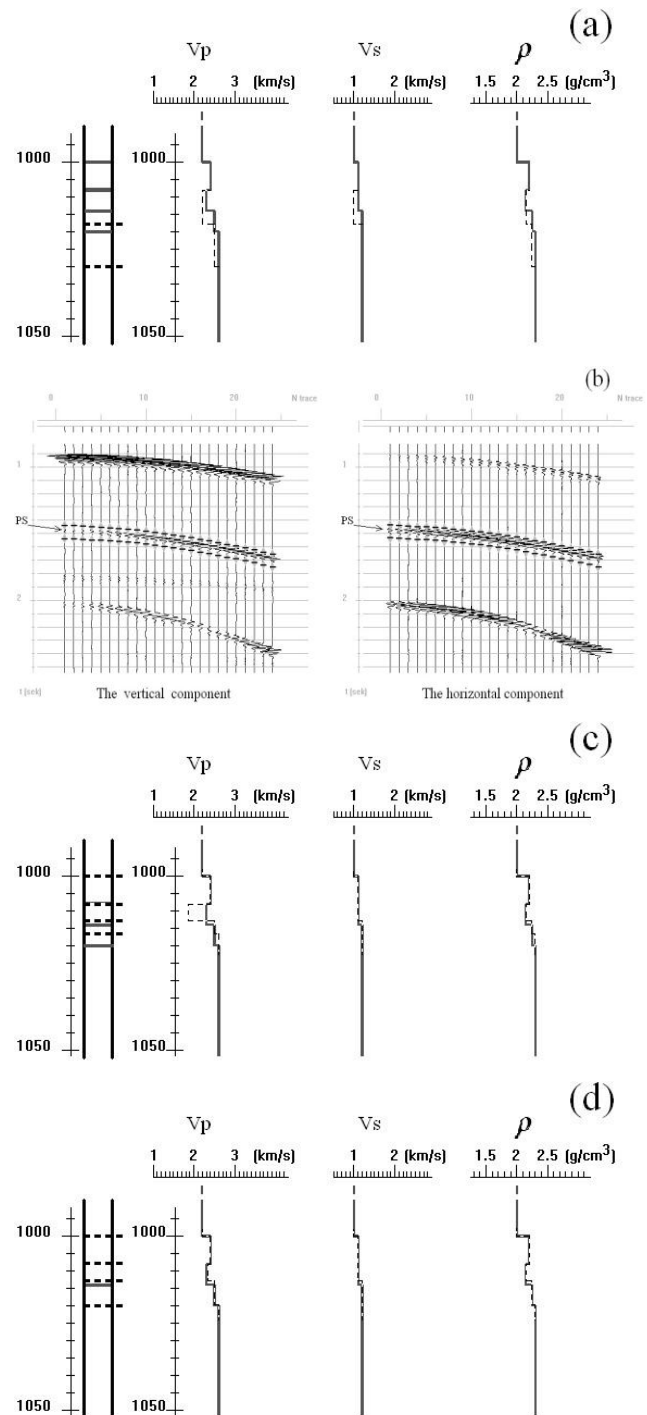 (a)
Vp Vs ρ
1 2 3 (km/s) 1 2 (km/s) 1.5 2 2.5 (g/cm³)
1000 1000
1050 1050
(b)
0 10 20 N trace 0 10 20 N trace
1 1
PS PS
2 2
t (sek) t (sek)
The vertical component The horizontal component
(c)
Vp Vs ρ
1 2 3 (km/s) 1 2 (km/s) 1.5 2 2.5 (g/cm³)
1000 1000
1050 1050
(d)
Vp Vs ρ
1 2 3 (km/s) 1 2 (km/s) 1.5 2 2.5 (g/cm³)
1000 1000
1050 1050